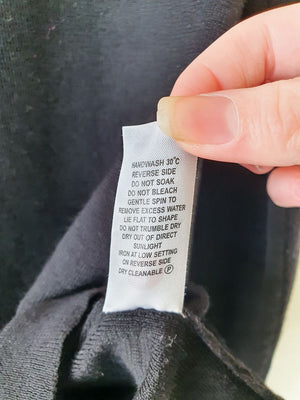 HANDWASH 30°C
REVERSE SIDE
DO NOT SOAK
DO NOT BLEACH
GENTLE SPIN TO
REMOVE EXCESS WATER
LIE FLAT TO SHAPE
DO NOT TRUMBLE DRY
DRY OUT OF DIRECT
SUNLIGHT
IRON AT LOW SETTING
ON REVERSE SIDE
DRY CLEANABLE Ⓟ